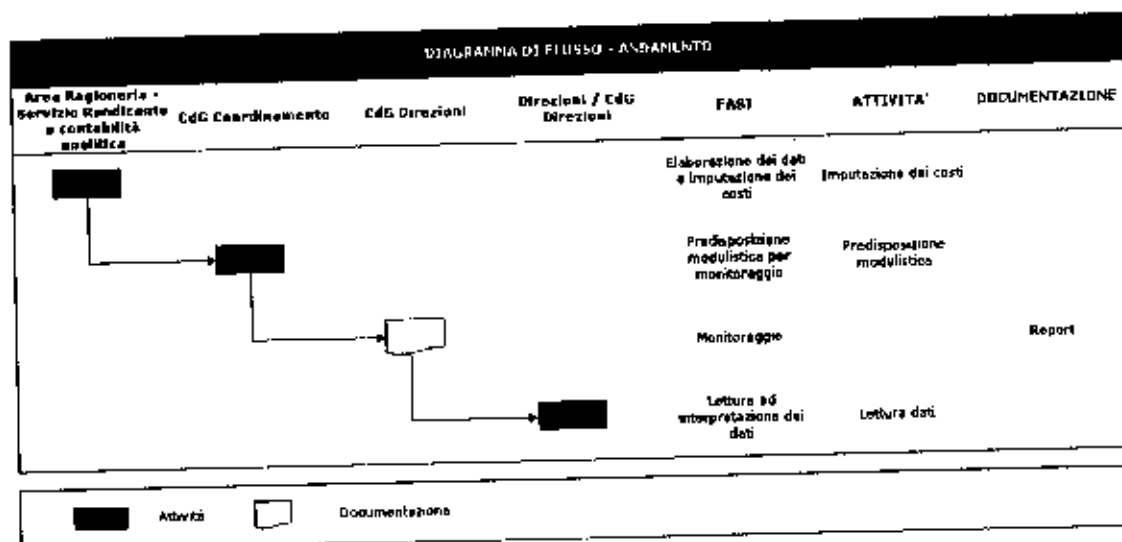 DIAGRAMMA DI FLUSSO - ANDAMENTO
Area Ragioneria -
Servizio Rendiconto
e contabilità
analitica
CdG Coordinamento
CdG Direzioni
Direzioni / CdG
Direzioni
FASI
ATTIVITA'
DOCUMENTAZIONE
Elaborazione dei dati
e imputazione dei
costi
Imputazione dei costi
Predisposizione
modulistica per
monitoraggio
Predisposizione
modulistica
Monitoraggio
Report
Lettura ed
interpretazione dei
dati
Lettura dati
Attività
Documentazione